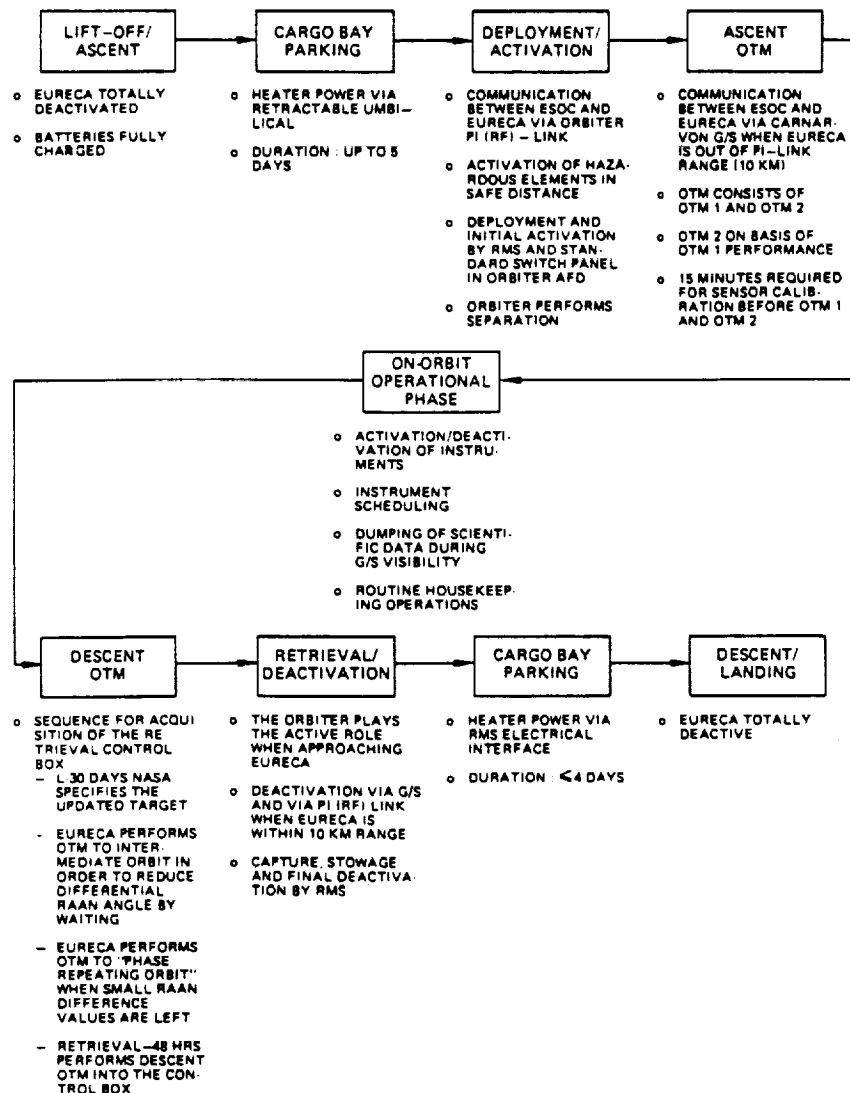 LIFT-OFF/
ASCENT
o EURECA TOTALLY
DEACTIVATED
o BATTERIES FULLY
CHARGED
CARGO BAY
PARKING
o HEATER POWER VIA
RETRACTABLE UMBI-
LICAL
o DURATION : UP TO 5
DAYS
DEPLOYMENT/
ACTIVATION
o COMMUNICATION
BETWEEN ESOC AND
EURECA VIA ORBITER
PI (RF) - LINK
o ACTIVATION OF HAZA-
RDOUS ELEMENTS IN
SAFE DISTANCE
o DEPLOYMENT AND
INITIAL ACTIVATION
BY RMS AND STAN-
DARD SWITCH PANEL
IN ORBITER AFD
o ORBITER PERFORMS
SEPARATION
ASCENT
OTM
o COMMUNICATION
BETWEEN ESOC AND
EURECA VIA CARNAR-
VON G/S WHEN EURECA
IS OUT OF PI-LINK
RANGE (10 KM)
o OTM CONSISTS OF
OTM 1 AND OTM 2
o OTM 2 ON BASIS OF
OTM 1 PERFORMANCE
o 15 MINUTES REQUIRED
FOR SENSOR CALIB-
RATION BEFORE OTM 1
AND OTM 2
ON-ORBIT
OPERATIONAL
PHASE
o ACTIVATION/DEACTI-
VATION OF INSTRU-
MENTS
o INSTRUMENT
SCHEDULING
o DUMPING OF SCIENTI-
FIC DATA DURING
G/S VISIBILITY
o ROUTINE HOUSEKEEP-
ING OPERATIONS
DESCENT
OTM
o SEQUENCE FOR ACQUI
SITION OF THE RE
TRIEVAL CONTROL
BOX
– L-30 DAYS NASA
SPECIFIES THE
UPDATED TARGET
- EURECA PERFORMS
OTM TO INTER-
MEDIATE ORBIT IN
ORDER TO REDUCE
DIFFERENTIAL
RAAN ANGLE BY
WAITING
– EURECA PERFORMS
OTM TO "PHASE
REPEATING ORBIT"
WHEN SMALL RAAN
DIFFERENCE
VALUES ARE LEFT
– RETRIEVAL-48 HRS
PERFORMS DESCENT
OTM INTO THE CON-
TROL BOX
RETRIEVAL/
DEACTIVATION
o THE ORBITER PLAYS
THE ACTIVE ROLE
WHEN APPROACHING
EURECA
o DEACTIVATION VIA G/S
AND VIA PI (RF) LINK
WHEN EURECA IS
WITHIN 10 KM RANGE
o CAPTURE, STOWAGE
AND FINAL DEACTIVA-
TION BY RMS
CARGO BAY
PARKING
o HEATER POWER VIA
RMS ELECTRICAL
INTERFACE
o DURATION : ≤4 DAYS
DESCENT/
LANDING
o EURECA TOTALLY
DEACTIVE